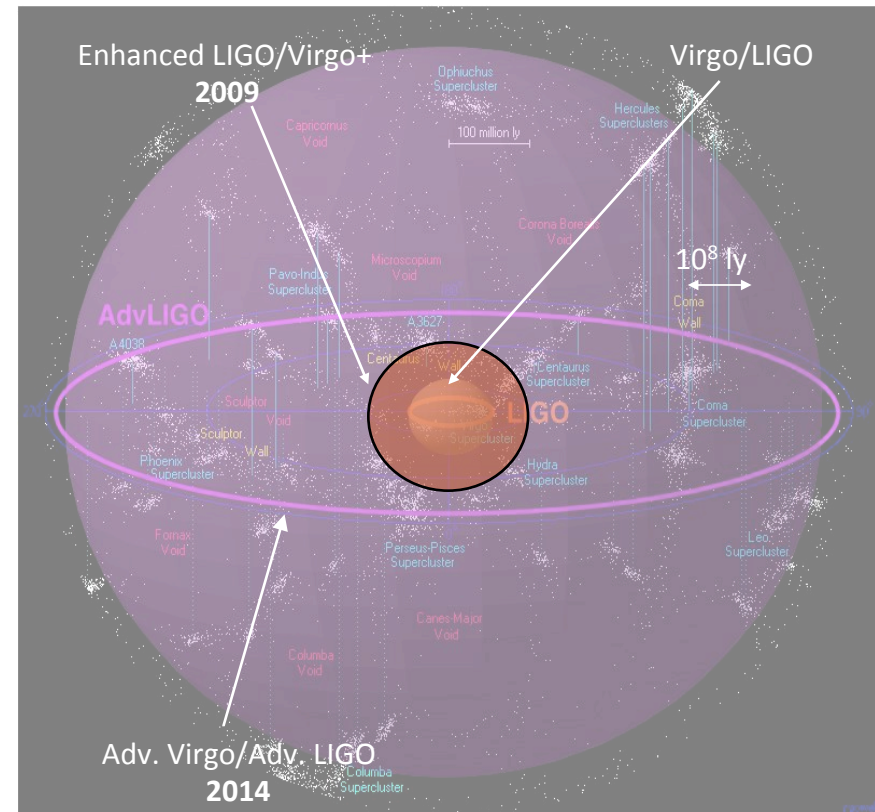 Enhanced LIGO/Virgo+
2009
Virgo/LIGO
Ophiuchus
Supercluster
Hercules
Superclusters
Capricornus
Void
100 million ly
Corona Borealis
Void
Microscopium
Void
Pavo-Indus
Supercluster
10⁸ ly
Coma
Wall
AdvLIGO
A3627
A4038
Centaurus
Wall
Centaurus
Supercluster
Sculptor
Void
LIGO
Coma
Supercluster
Sculptor
Wall
Supercluster
Phoenix
Supercluster
Hydra
Supercluster
Fornax
Void
Perseus-Pisces
Supercluster
Leo
Supercluster
Canes-Major
Void
Columba
Void
Adv. Virgo/Adv. LIGO
2014
Columba
Supercluster